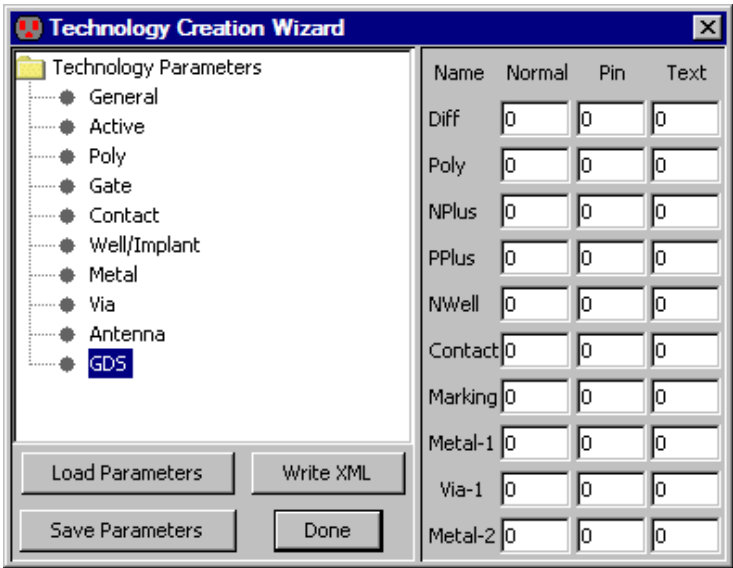 Technology Creation Wizard
Technology Parameters
General
Active
Poly
Gate
Contact
Well/Implant
Metal
Via
Antenna
GDS
Load Parameters Write XML
Save Parameters Done
Name Normal Pin Text
Diff 0 0 0
Poly 0 0 0
NPlus 0 0 0
PPlus 0 0 0
NWell 0 0 0
Contact 0 0 0
Marking 0 0 0
Metal-1 0 0 0
Via-1 0 0 0
Metal-2 0 0 0